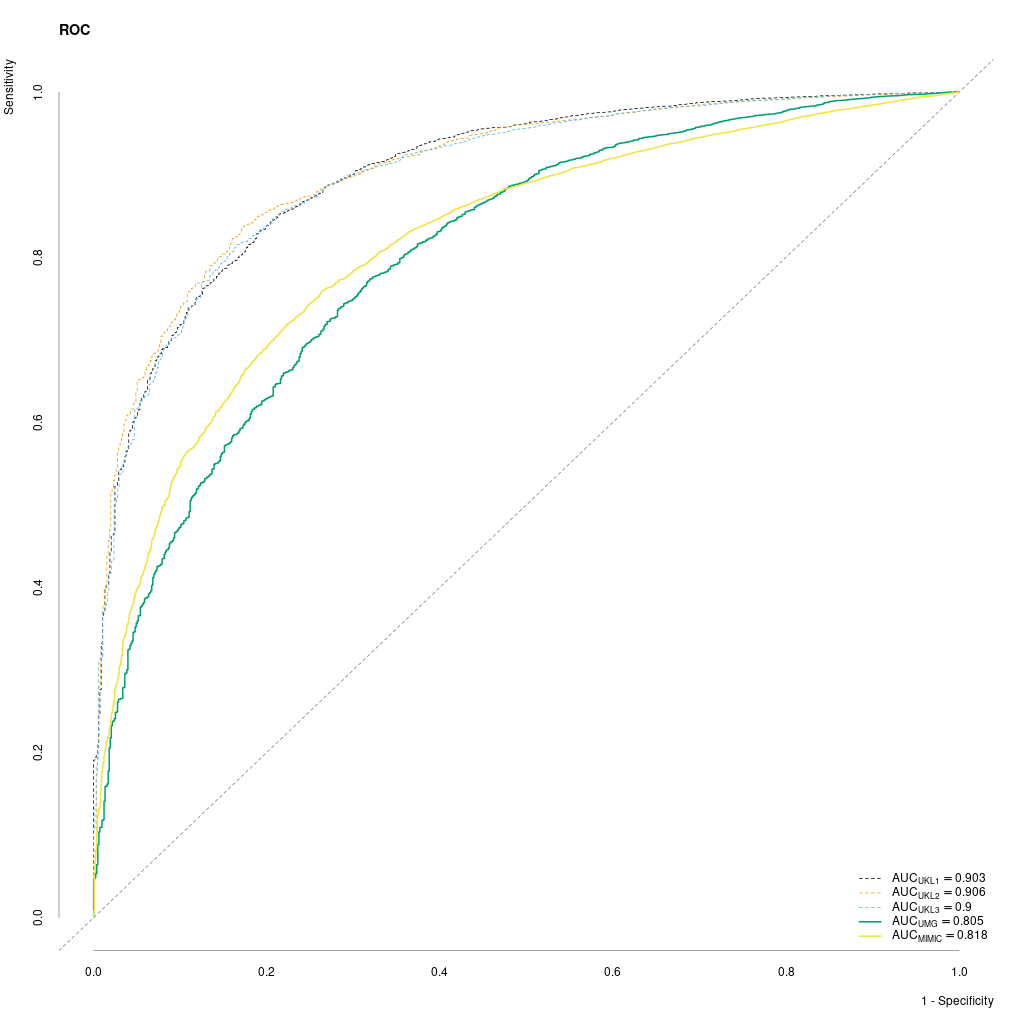 ROC
Sensitivity
1.0
0.8
0.6
0.4
0.2
0.0
AUCUKL1 = 0.903
AUCUKL2 = 0.906
AUCUKL3 = 0.9
AUCUMG = 0.805
AUCMIMIC = 0.818
0.0 0.2 0.4 0.6 0.8 1.0
1 - Specificity